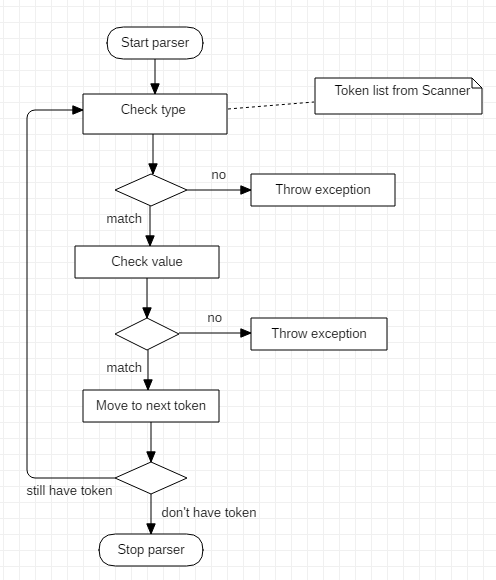 Start parser
Token list from Scanner
Check type
no
Throw exception
match
Check value
no
Throw exception
match
Move to next token
still have token
don't have token
Stop parser